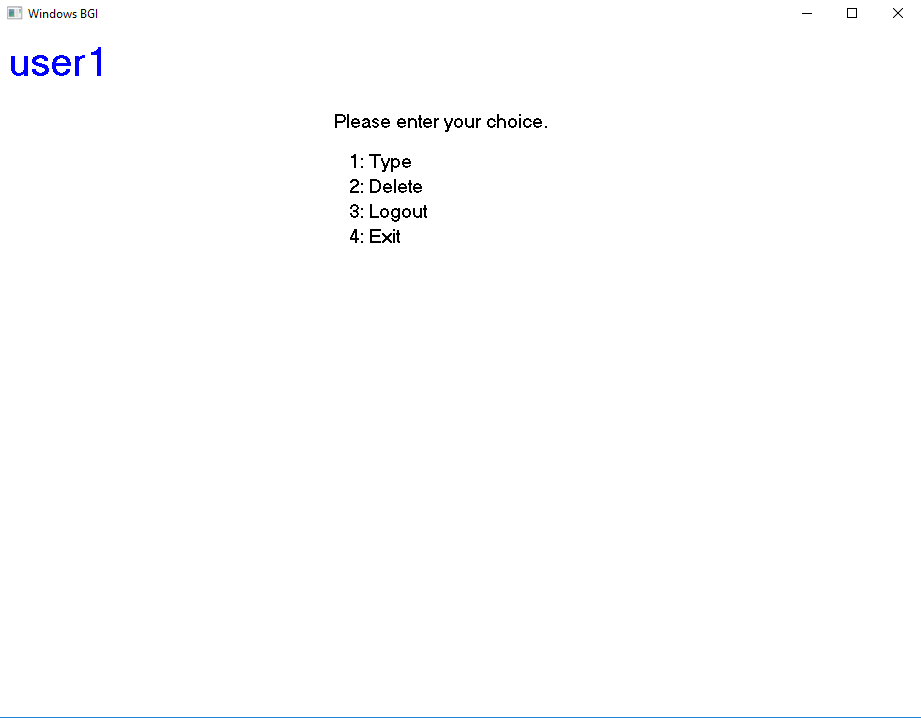 Windows BGI
user1
Please enter your choice.
1: Type
2: Delete
3: Logout
4: Exit